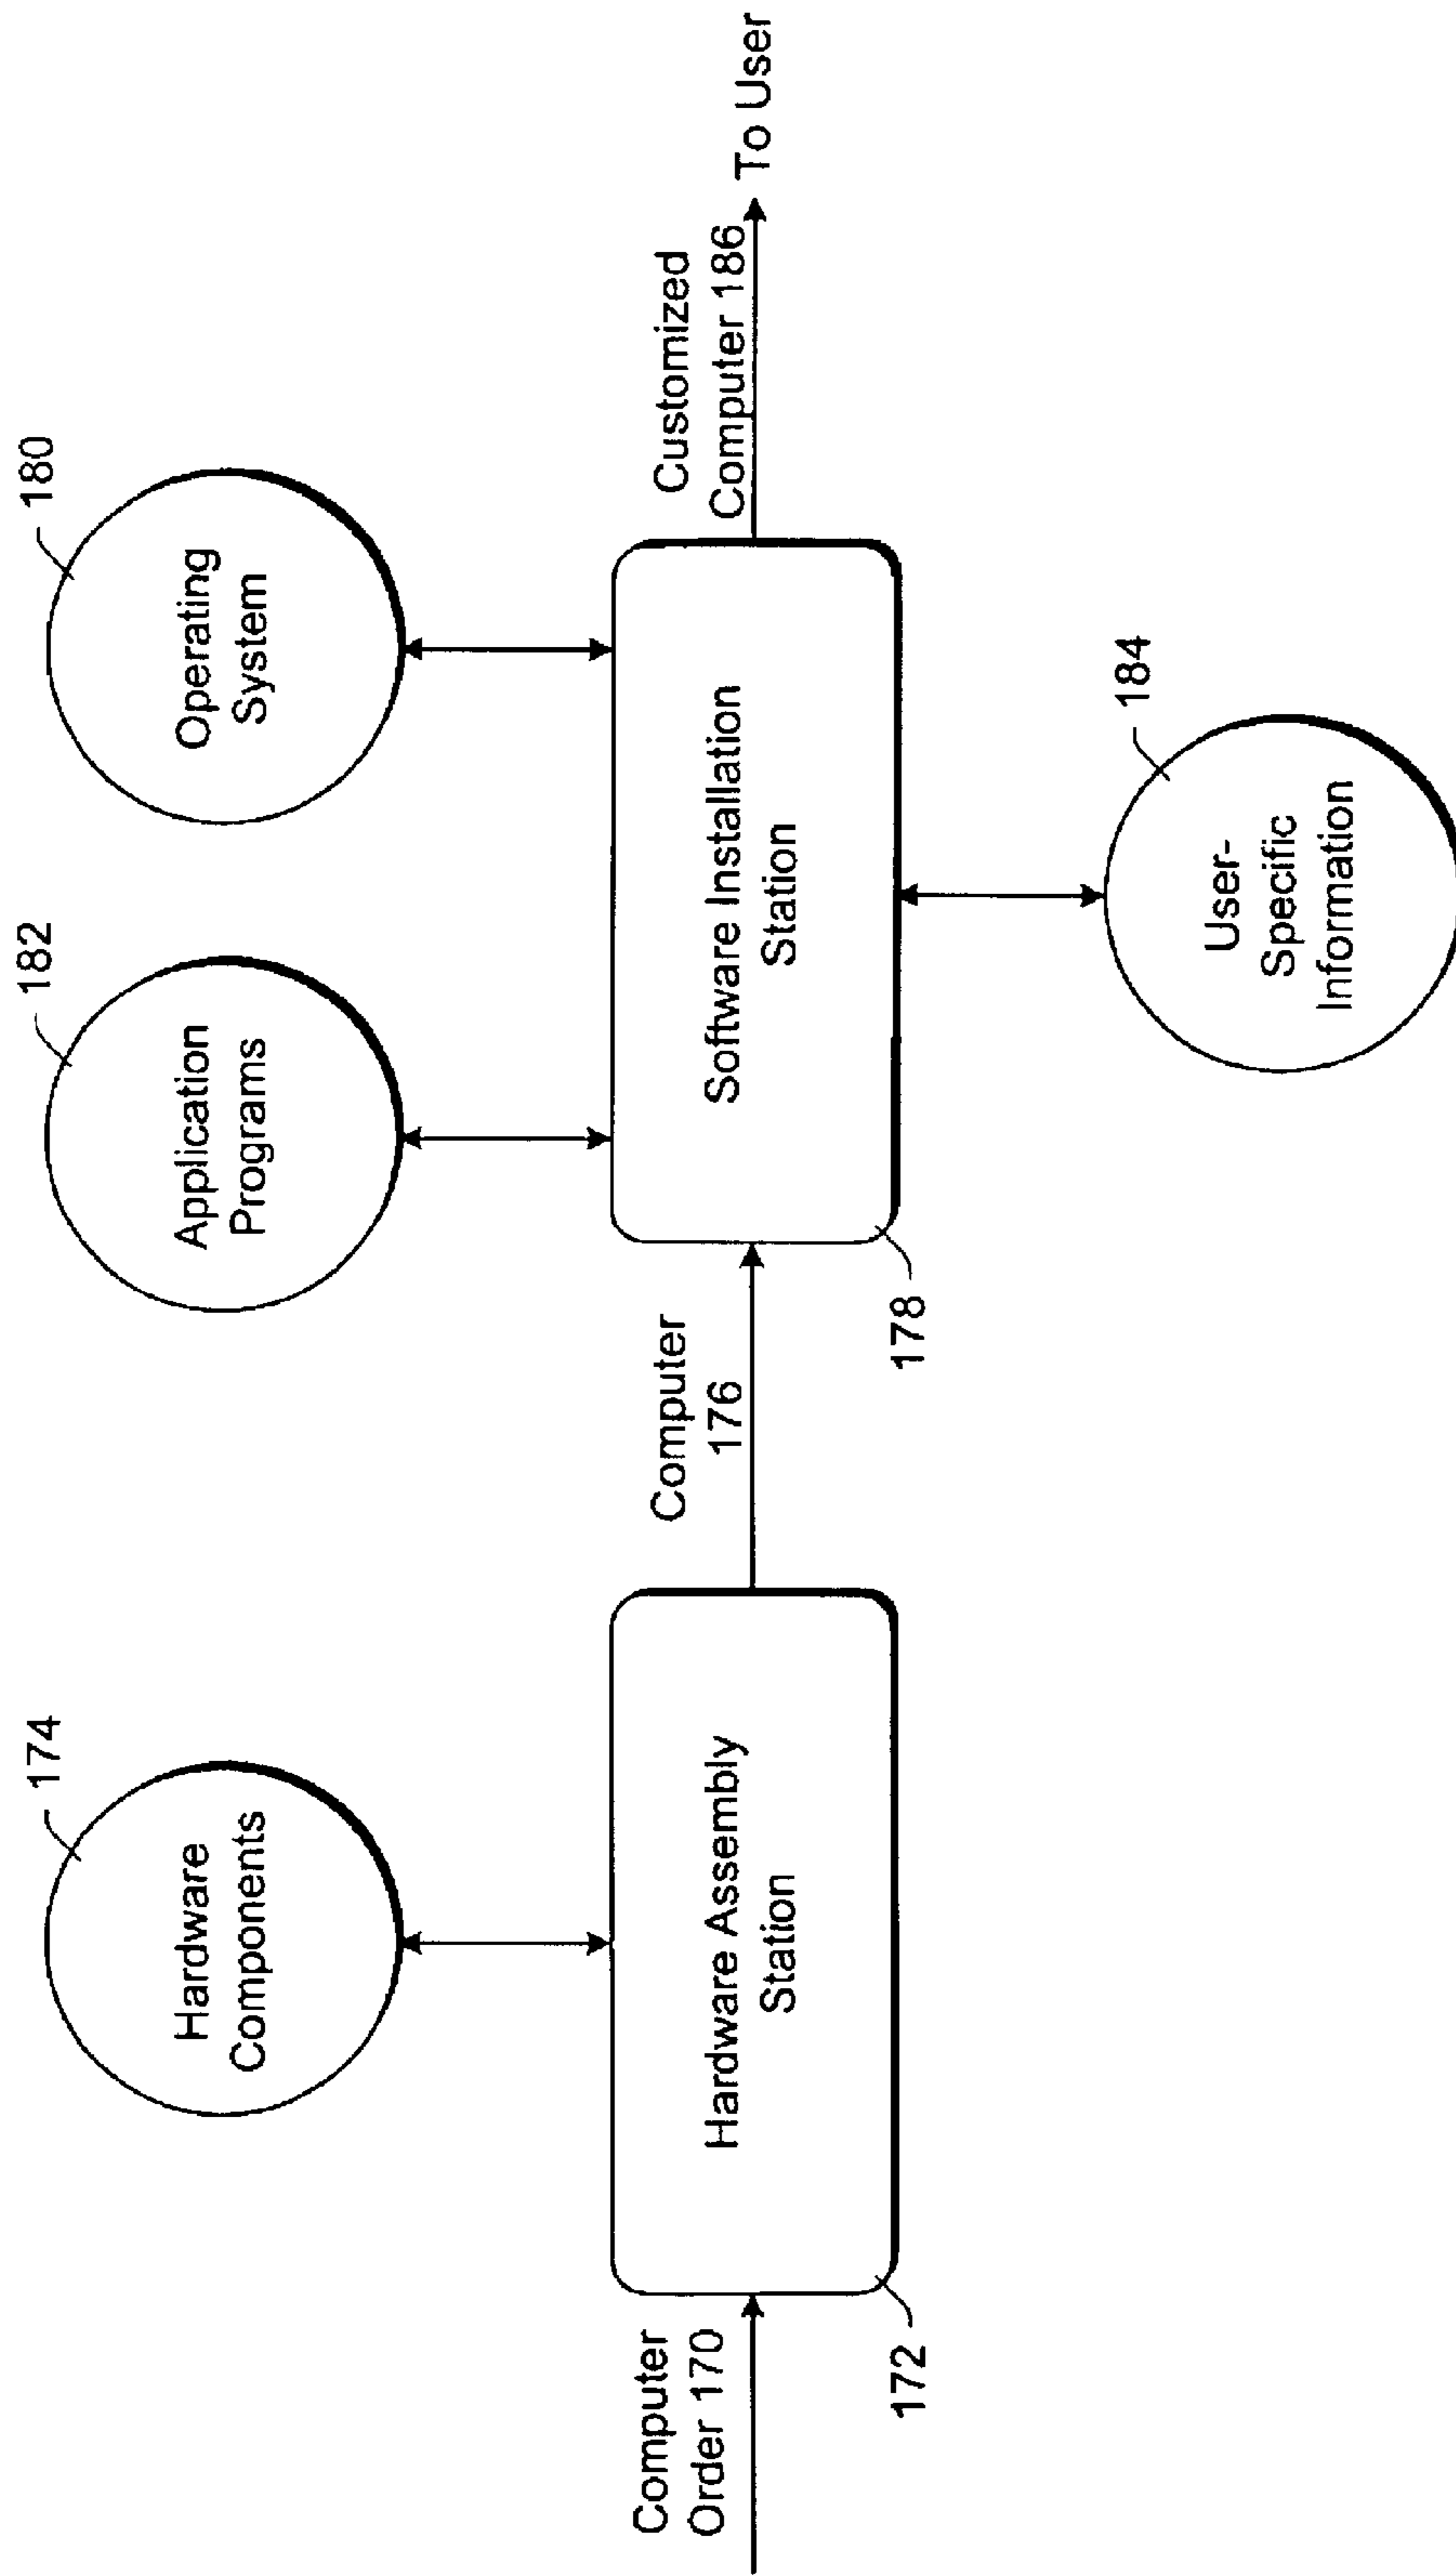 174
Hardware
Components
182
Application
Programs
180
Operating
System
Computer
Order 170
Hardware Assembly
Station
172
Computer
176
Software Installation
Station
178
Customized
Computer 186
To User
184
User-
Specific
Information